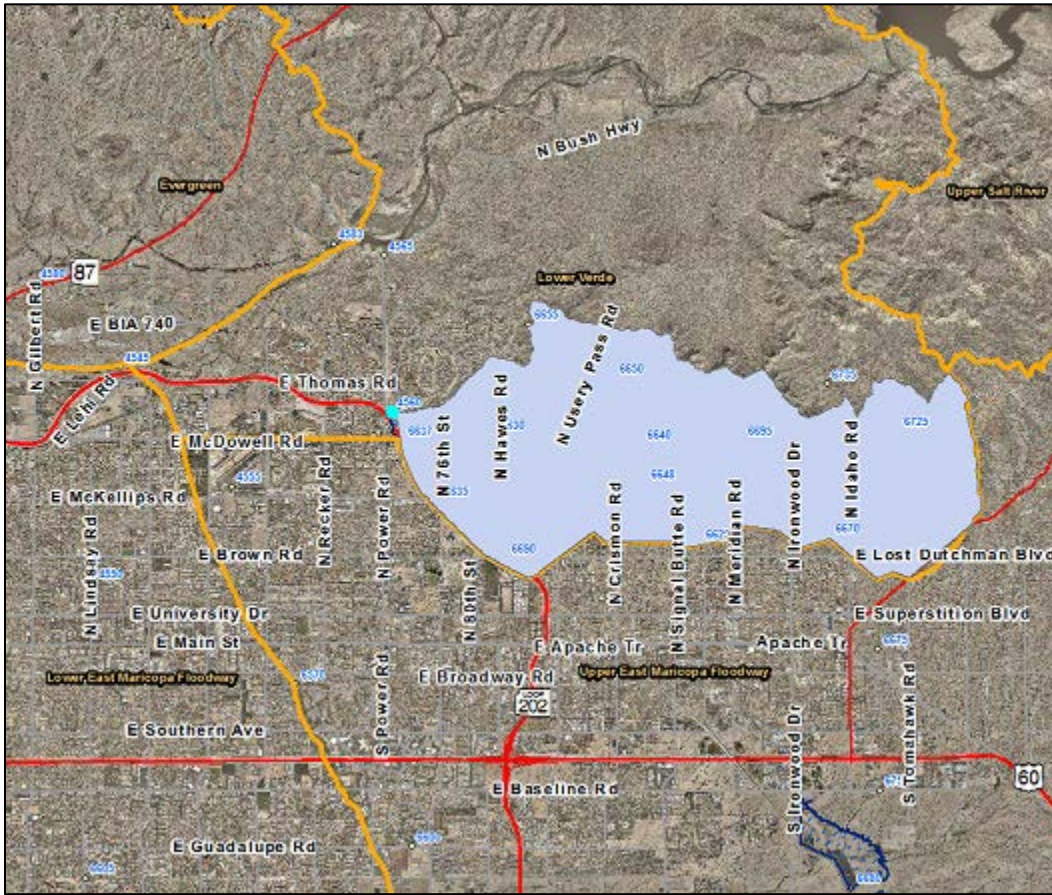 N Bush Hwy
Evergreen
Upper Salt River
4583
4565
87
Lower Verde
N Gilbert Rd
E BIA 740
6655
N Usery Pass Rd
4545
E Thomas Rd
N Hawes Rd
6650
E Lehi Rd
4560
6637
N 76th St
E McDowell Rd
6640
6695
N Ironwood Dr
N Idaho Rd
6725
4555
E McKellips Rd
N Recker Rd
N Power Rd
6648
N Crismon Rd
N Signal Butte Rd
N Meridian Rd
6670
N Lindsay Rd
E Brown Rd
6690
E Lost Dutchman Blvd
N 80th St
E University Dr
E Superstition Blvd
E Main St
E Apache Tr
Apache Tr
6675
Lower East Maricopa Floodway
S Power Rd
E Broadway Rd
Upper East Maricopa Floodway
LOOP
202
E Southern Ave
S Ironwood Dr
S Tomahawk Rd
60
E Baseline Rd
E Guadalupe Rd